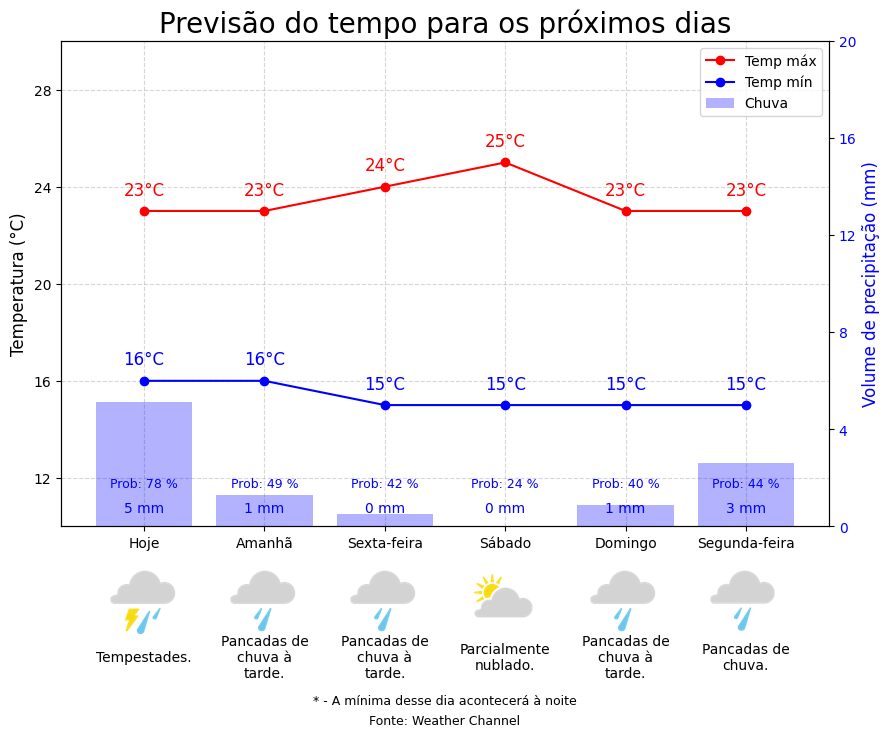 Previsão do tempo para os próximos dias
Temp máx
Temp mín
Chuva
Temperatura (°C)
28
24
20
16
12
Volume de precipitação (mm)
20
16
12
8
4
0
23°C
23°C
24°C
25°C
23°C
23°C
16°C
16°C
15°C
15°C
15°C
15°C
Prob: 78 %
Prob: 49 %
Prob: 42 %
Prob: 24 %
Prob: 40 %
Prob: 44 %
5 mm
1 mm
0 mm
0 mm
1 mm
3 mm
Hoje
Amanhã
Sexta-feira
Sábado
Domingo
Segunda-feira
Tempestades.
Pancadas de
chuva à
tarde.
Pancadas de
chuva à
tarde.
Parcialmente
nublado.
Pancadas de
chuva à
tarde.
Pancadas de
chuva.
* - A mínima desse dia acontecerá à noite
Fonte: Weather Channel